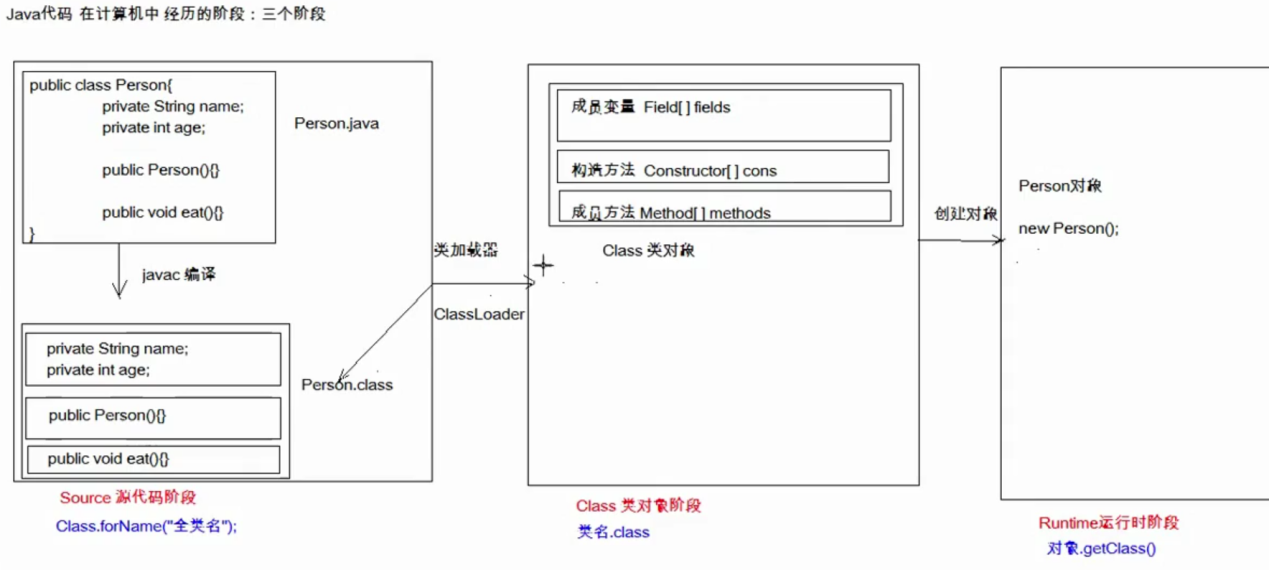 Java代码 在计算机中 经历的阶段：三个阶段
public class Person{
private String name;
private int age;
public Person(){}
public void eat(){}
}
Person.java
javac 编译
private String name;
private int age;
public Person(){}
public void eat(){}
Person.class
Source 源代码阶段
Class.forName("全类名");
类加载器
ClassLoader
成员变量 Field[ ] fields
构造方法 Constructor[ ] cons
成员方法 Method[ ] methods
Class 类对象
Class 类对象阶段
类名.class
创建对象
Person对象
new Person();
Runtime运行时阶段
对象.getClass()